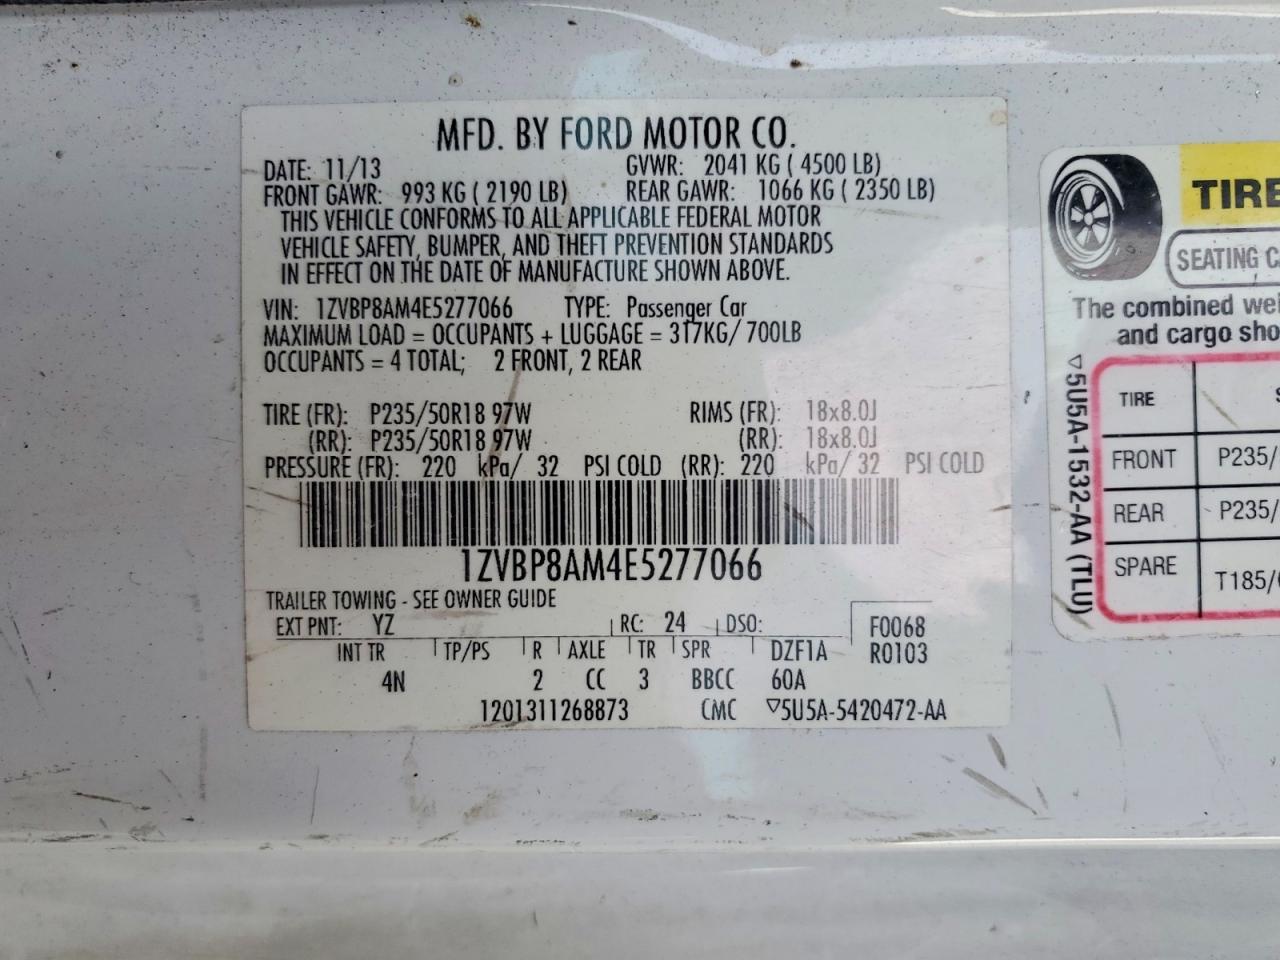 MFD. BY FORD MOTOR CO.
DATE: 11/13 GVWR: 2041 KG ( 4500 LB)
FRONT GAWR: 993 KG ( 2190 LB) REAR GAWR: 1066 KG ( 2350 LB)
THIS VEHICLE CONFORMS TO ALL APPLICABLE FEDERAL MOTOR
VEHICLE SAFETY, BUMPER, AND THEFT PREVENTION STANDARDS
IN EFFECT ON THE DATE OF MANUFACTURE SHOWN ABOVE.
VIN: 1ZVBP8AM4E5277066 TYPE: Passenger Car
MAXIMUM LOAD = OCCUPANTS + LUGGAGE = 317KG/ 700LB
OCCUPANTS = 4 TOTAL; 2 FRONT, 2 REAR
TIRE (FR): P235/50R18 97W RIMS (FR): 18x8.0J
(RR): P235/50R18 97W (RR): 18x8.0J
PRESSURE (FR): 220 kPa/ 32 PSI COLD (RR): 220 kPa/ 32 PSI COLD
1ZVBP8AM4E5277066
TRAILER TOWING - SEE OWNER GUIDE
EXT PNT: YZ RC: 24 DSO: F0068
INT TR TP/PS R AXLE TR SPR DZF1A R0103
4N 2 CC 3 BBCC 60A
1201311268873 CMC ▽5U5A-5420472-AA
TIRE
SEATING C
The combined wei
and cargo sho
▽5U5A-1532-AA (TLU)
TIRE S
FRONT P235/
REAR P235/
SPARE T185/